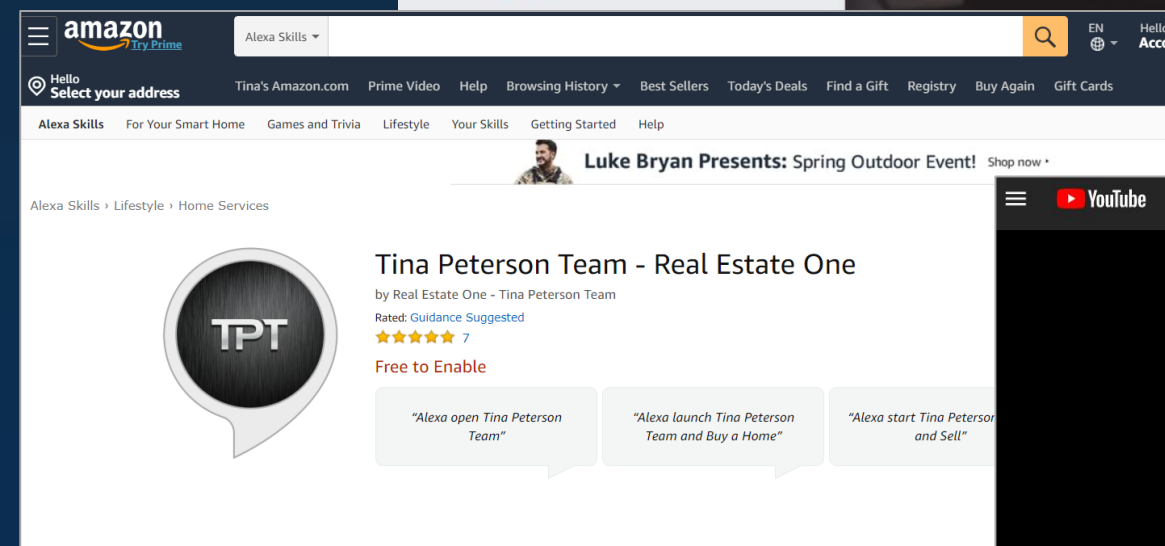 amazon
Try Prime
Alexa Skills
EN
Hello
Hello
Select your address
Tina's Amazon.com Prime Video Help Browsing History Best Sellers Today's Deals Find a Gift Registry Buy Again Gift Cards
Alexa Skills For Your Smart Home Games and Trivia Lifestyle Your Skills Getting Started Help
Luke Bryan Presents: Spring Outdoor Event! Shop now
Alexa Skills › Lifestyle › Home Services
YouTube
TPT
Tina Peterson Team - Real Estate One
by Real Estate One - Tina Peterson Team
Rated: Guidance Suggested
7
Free to Enable
“Alexa open Tina Peterson
Team”
“Alexa launch Tina Peterson
Team and Buy a Home”
“Alexa start Tina Peterson
and Sell”